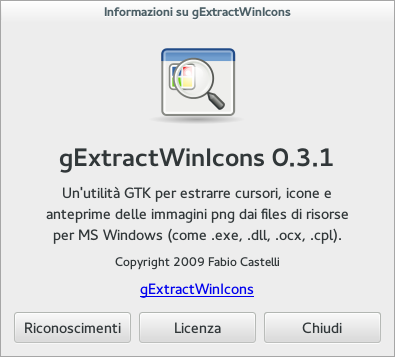 Informazioni su gExtractWinIcons
gExtractWinIcons 0.3.1
Un'utilità GTK per estrarre cursori, icone e
anteprime delle immagini png dai files di risorse
per MS Windows (come .exe, .dll, .ocx, .cpl).
Copyright 2009 Fabio Castelli
gExtractWinIcons
Riconoscimenti Licenza Chiudi